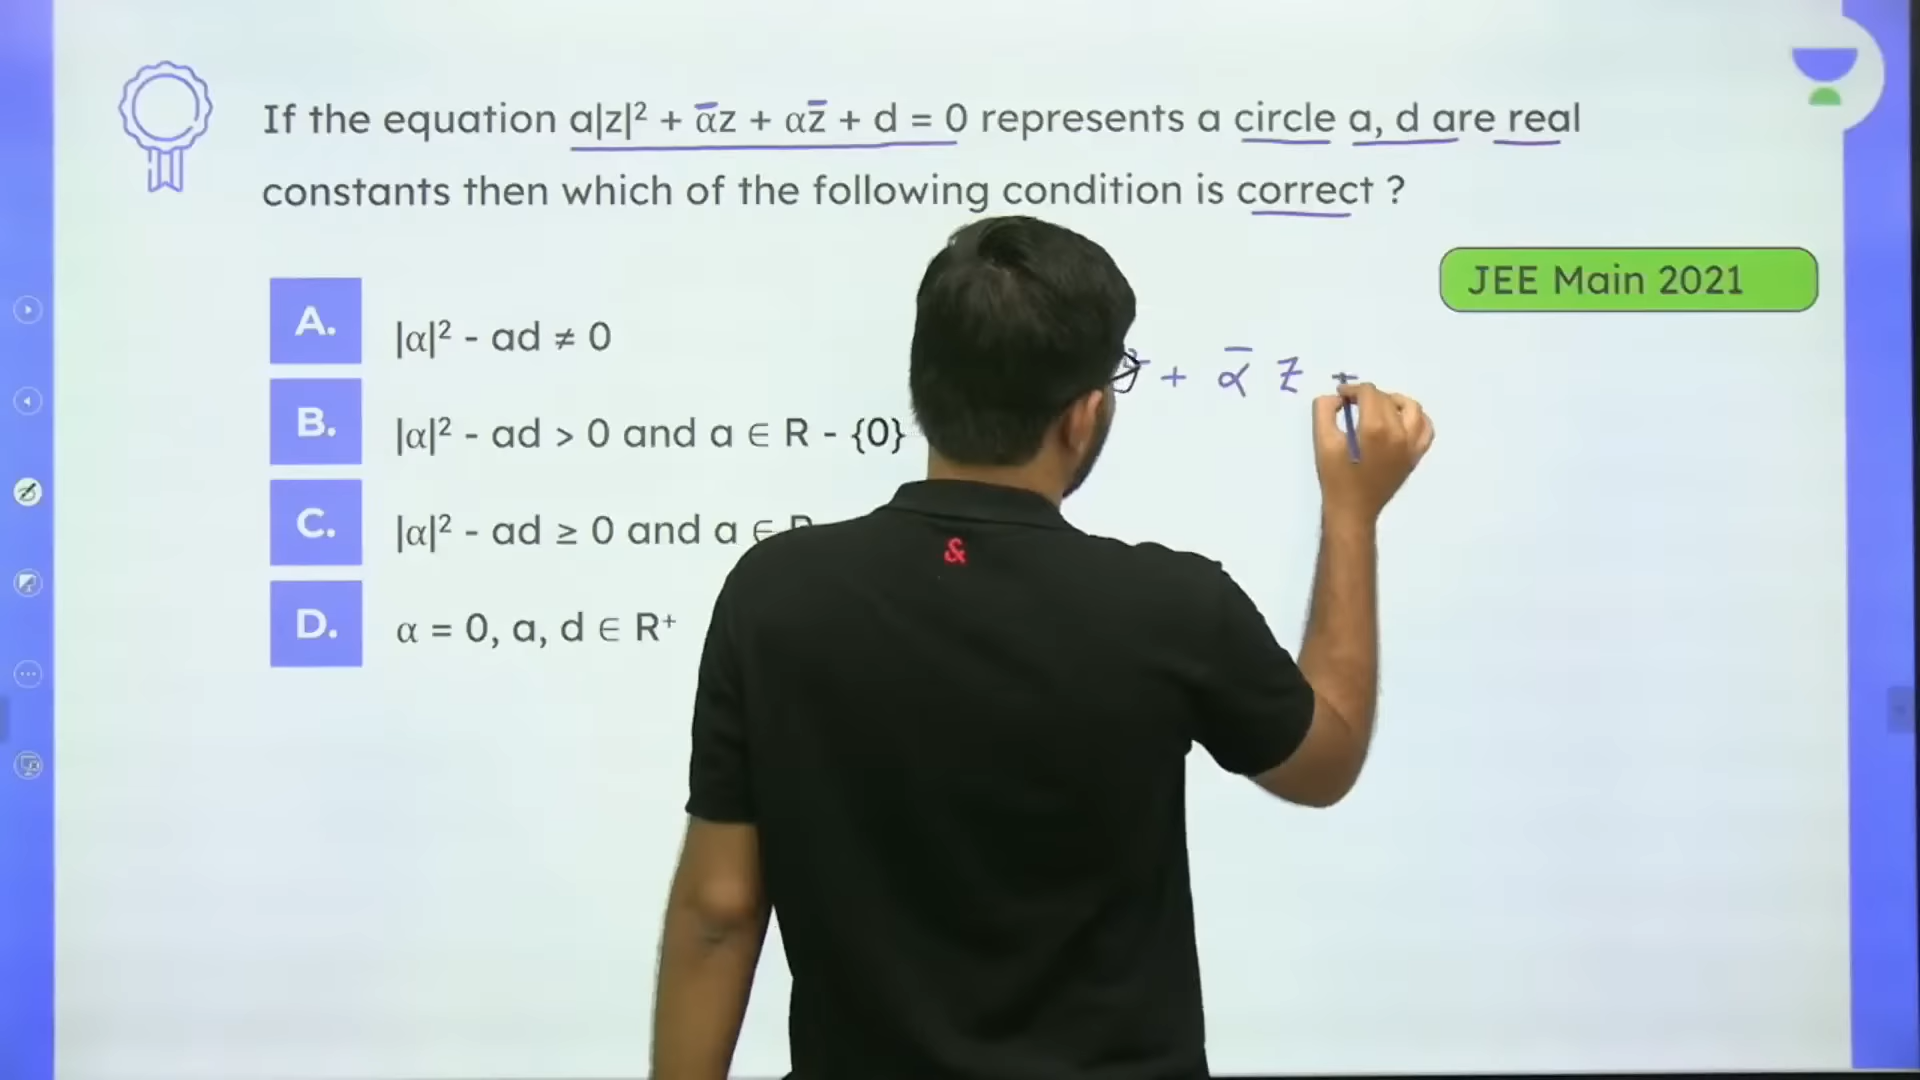 If the equation a|z|² + ᾱz + αz̄ + d = 0 represents a circle a, d are real
constants then which of the following condition is correct ?
JEE Main 2021
A. |α|² - ad ≠ 0
B. |α|² - ad > 0 and a ∈ R - {0}
C. |α|² - ad ≥ 0 and a ∈
D. α = 0, a, d ∈ R⁺
+ ᾱ z +
&